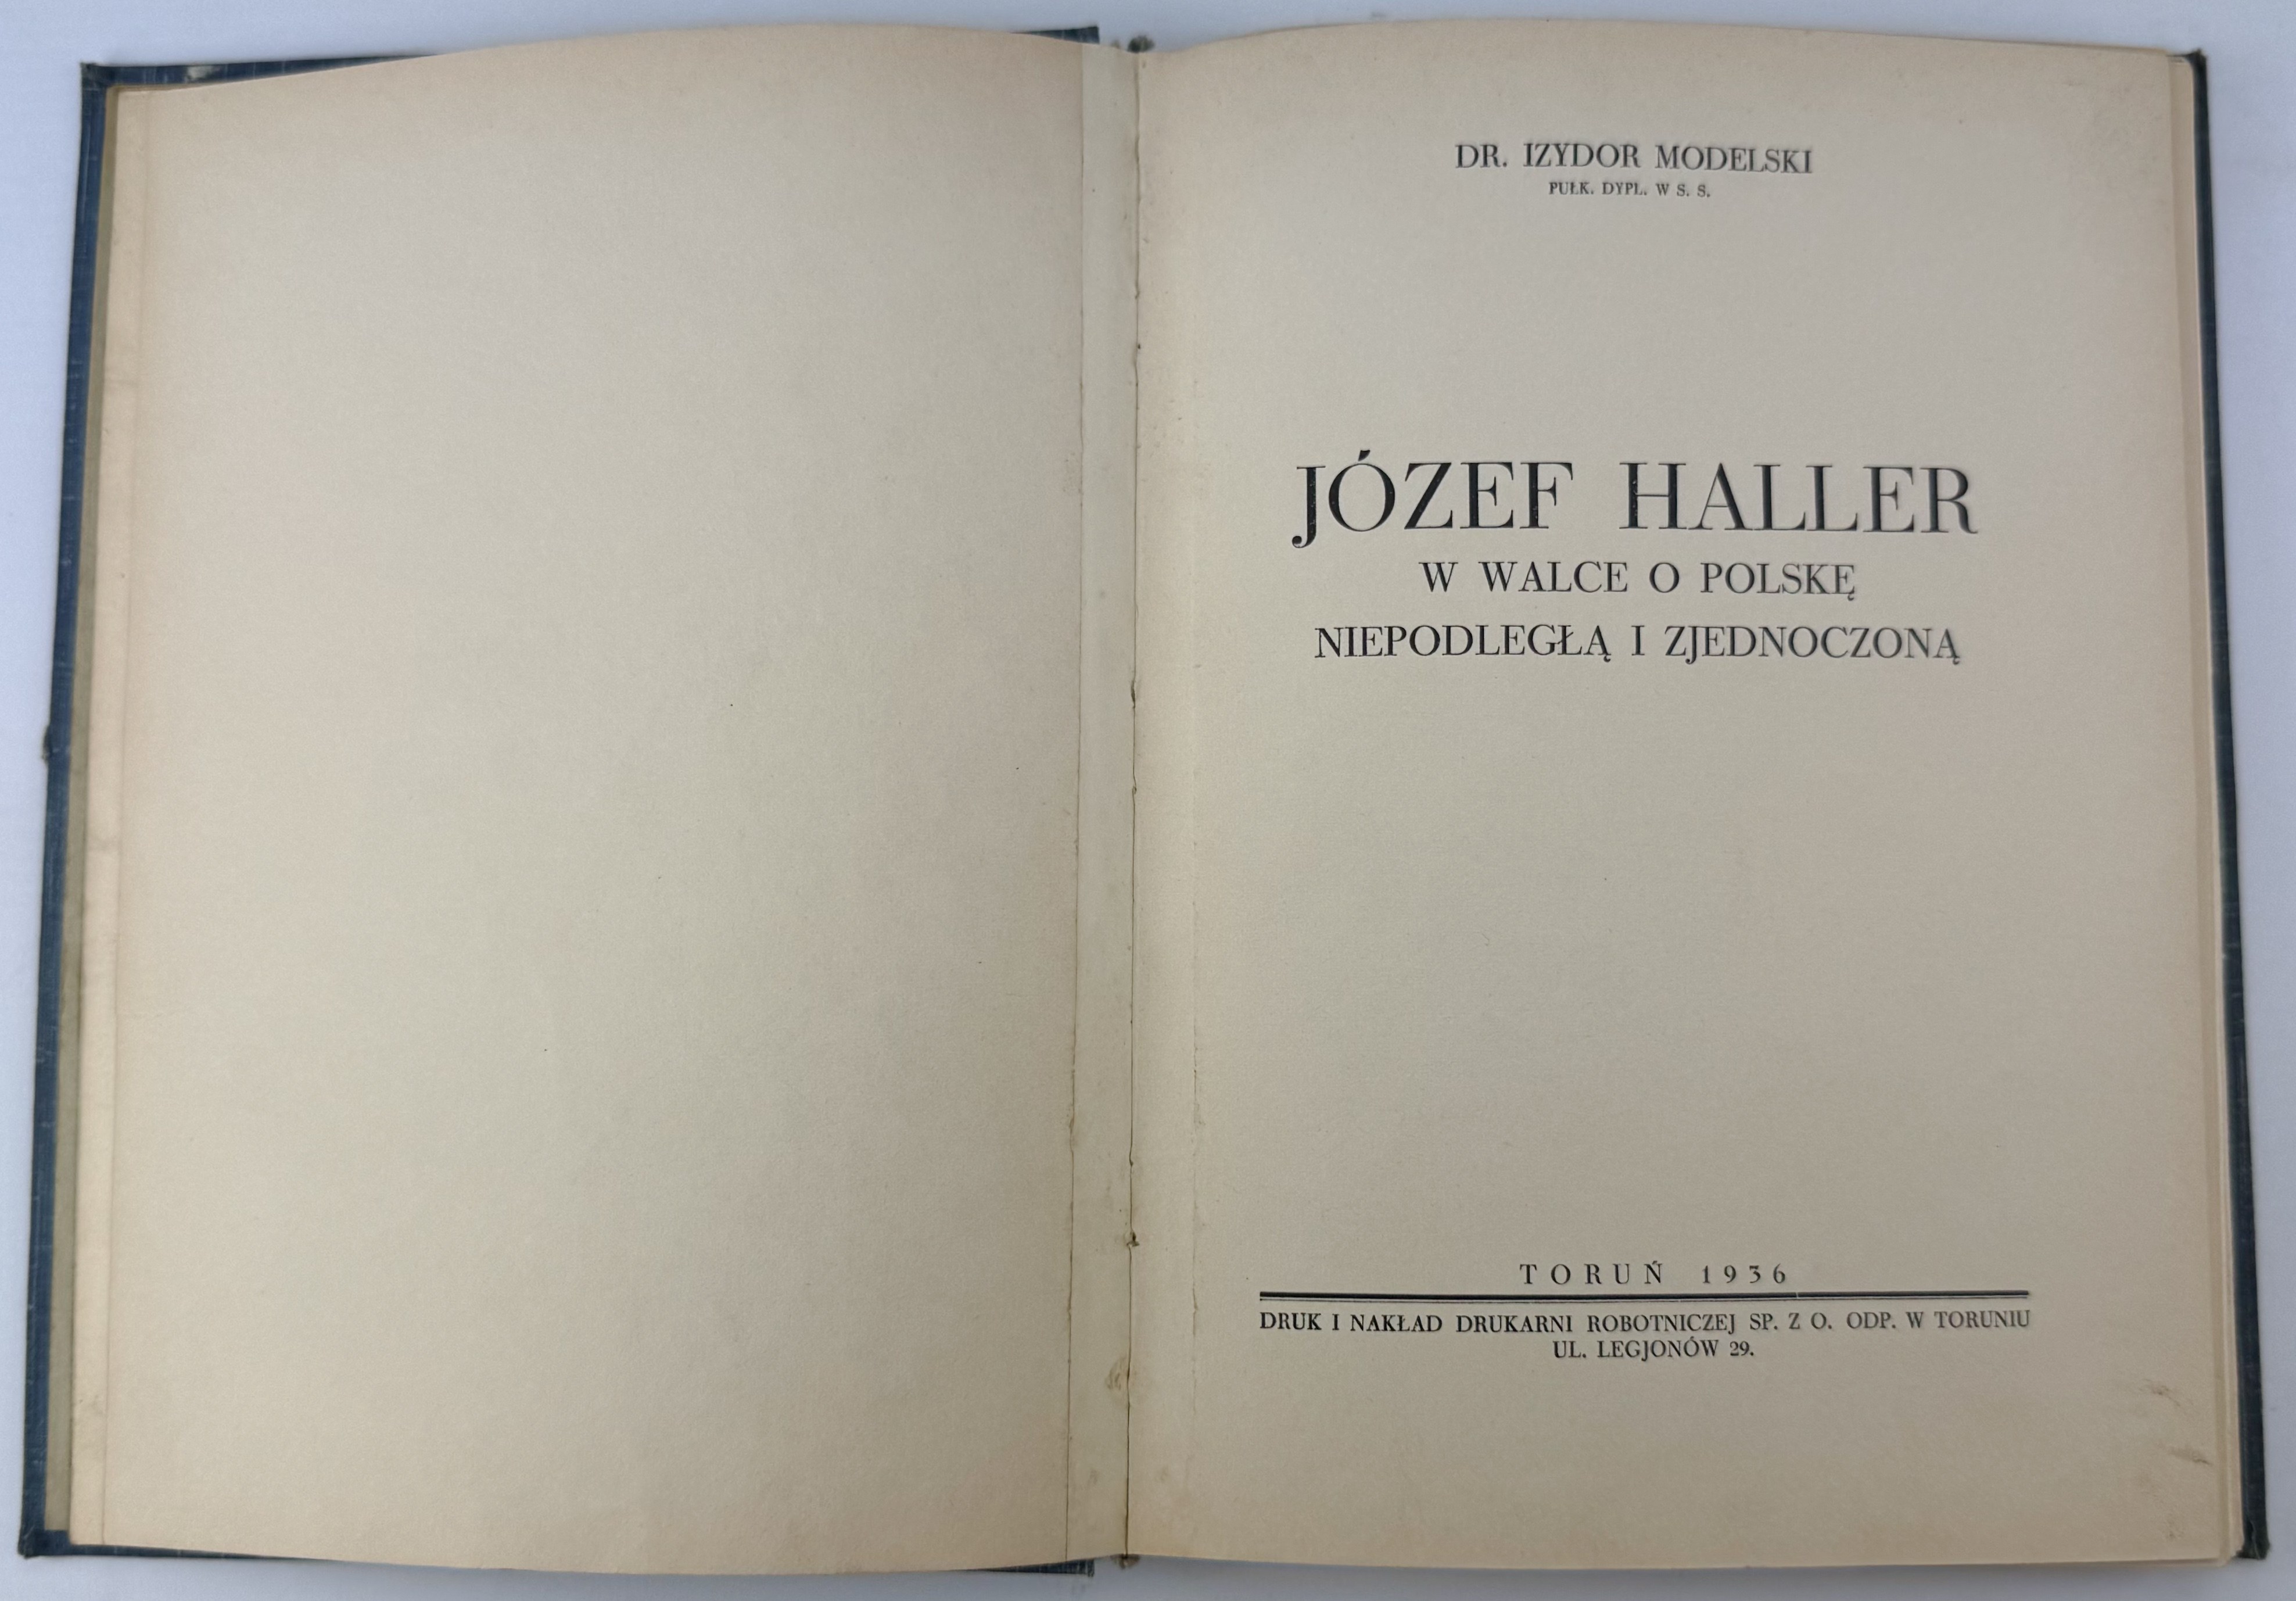 DR. IZYDOR MODELSKI
PUŁK. DYPL. W S. S.
JÓZEF HALLER
W WALCE O POLSKĘ
NIEPODLEGŁĄ I ZJEDNOCZONĄ
TORUŃ 1936
DRUK I NAKŁAD DRUKARNI ROBOTNICZEJ SP. Z O. ODP. W TORUNIU
UL. LEGJONÓW 29.